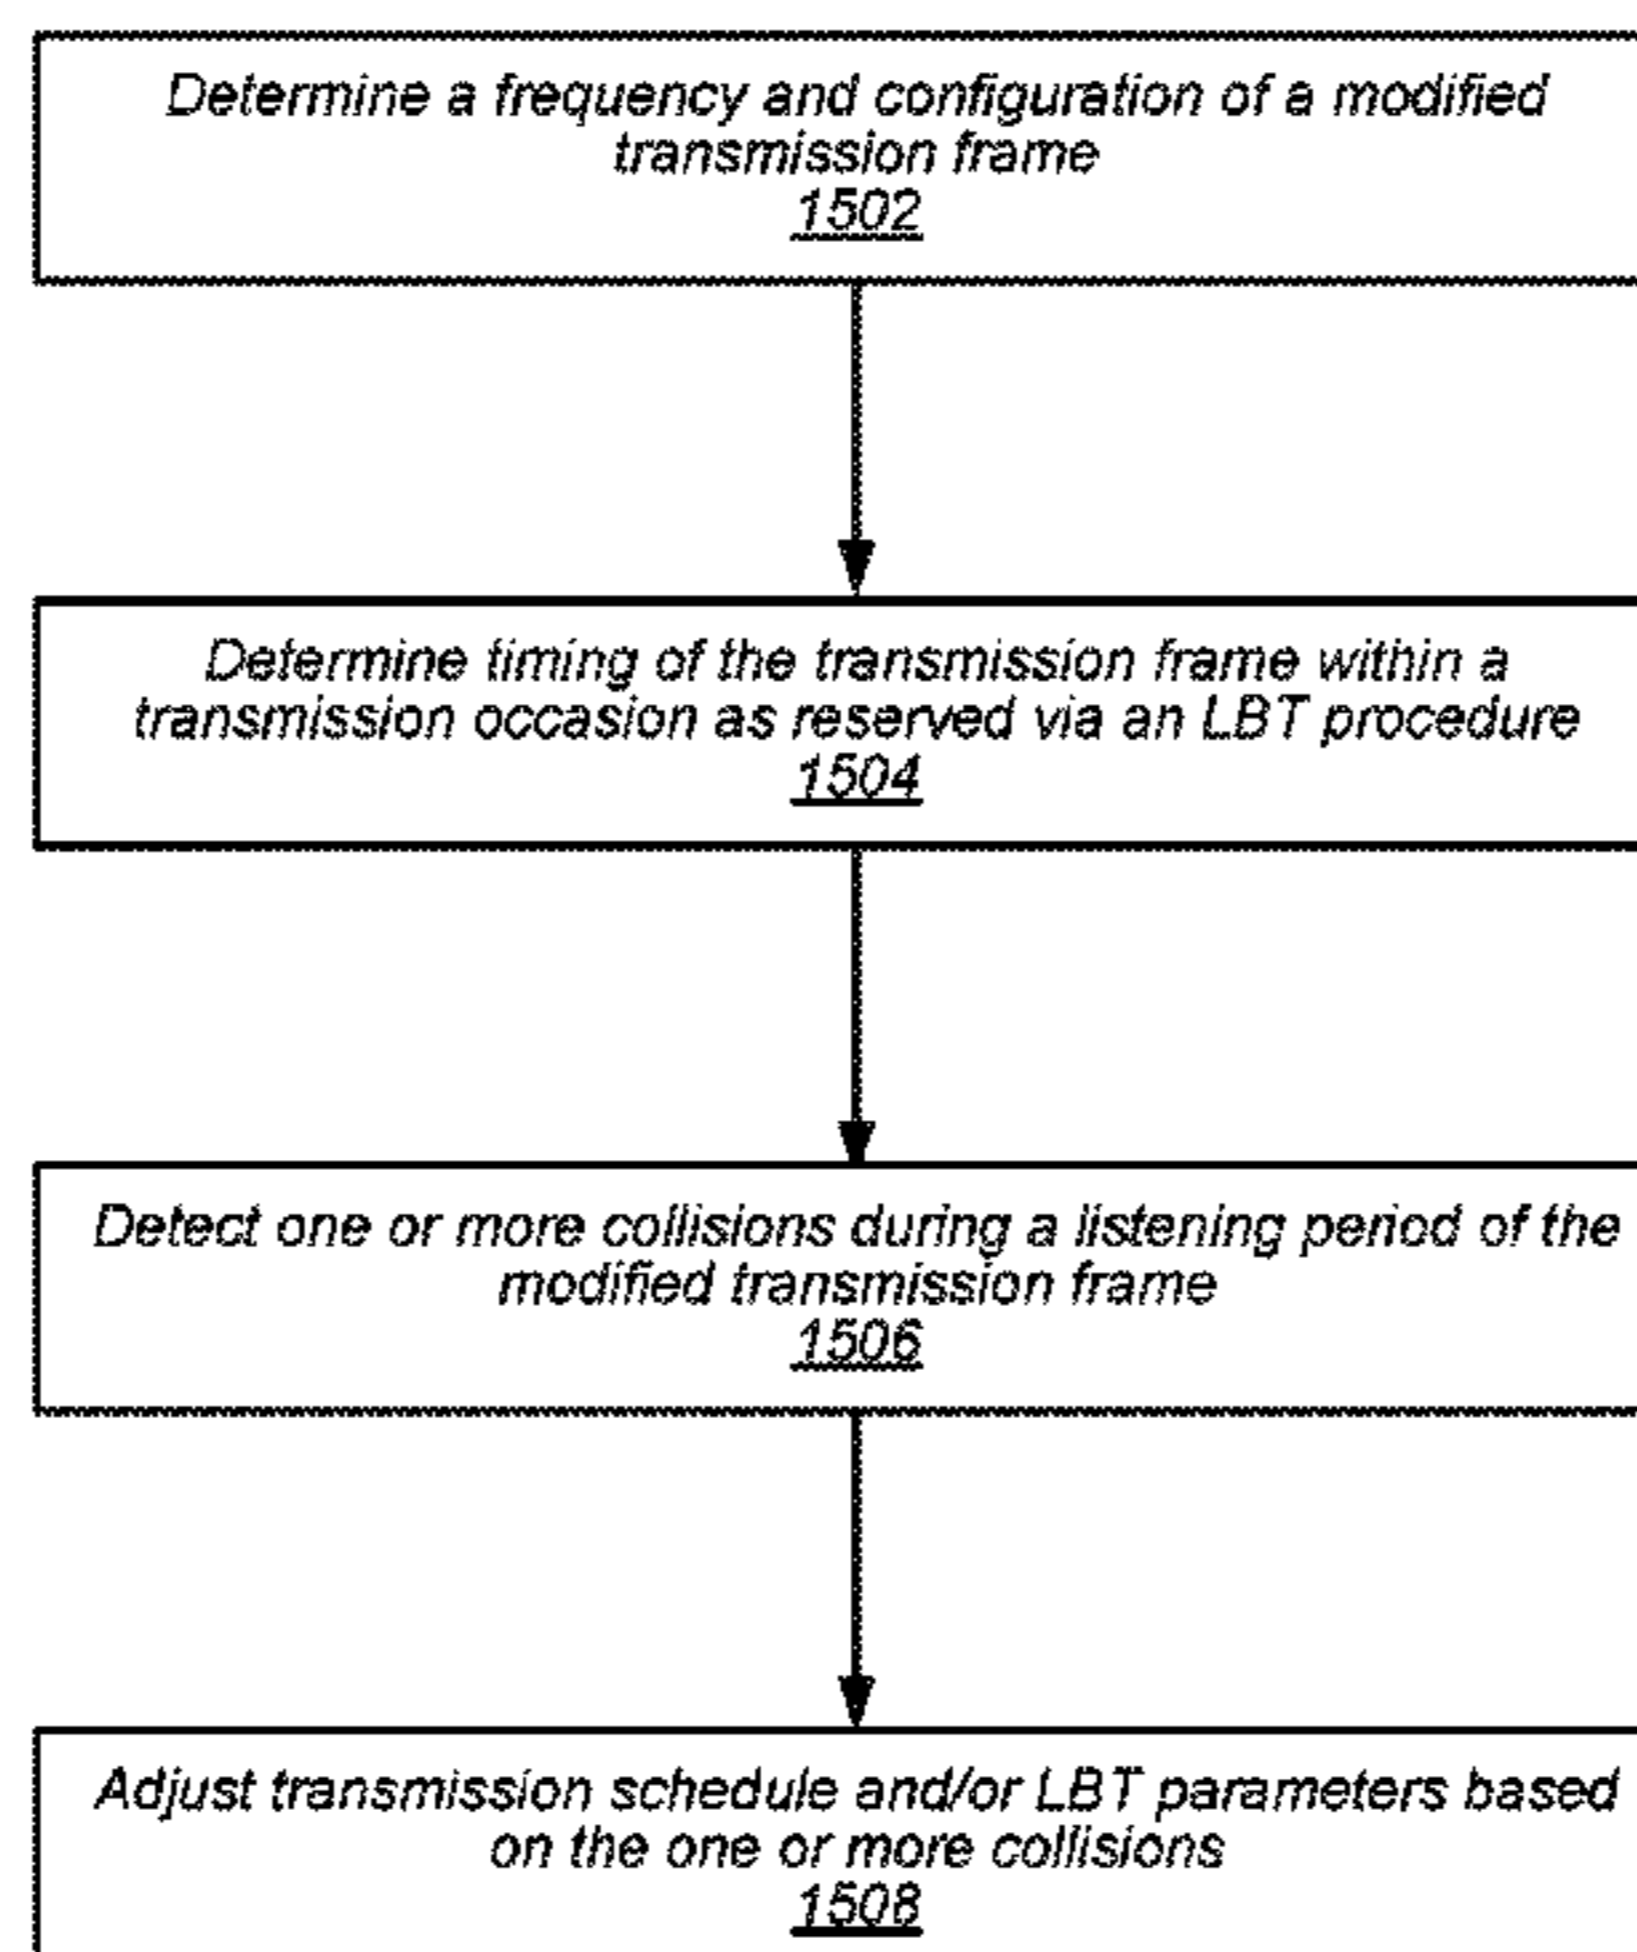 Determine a frequency and configuration of a modified
transmission frame
1502
Determine timing of the transmission frame within a
transmission occasion as reserved via an LBT procedure
1504
Detect one or more collisions during a listening period of the
modified transmission frame
1506
Adjust transmission schedule and/or LBT parameters based
on the one or more collisions
1508